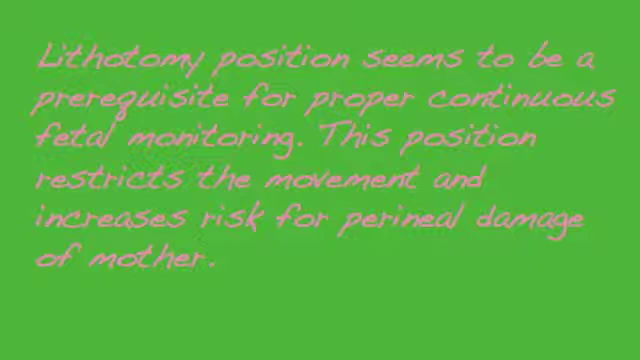 Lithotomy position seems to be a
prerequisite for proper continuous
fetal monitoring. This position
restricts the movement and
increases risk for perineal damage
of mother.